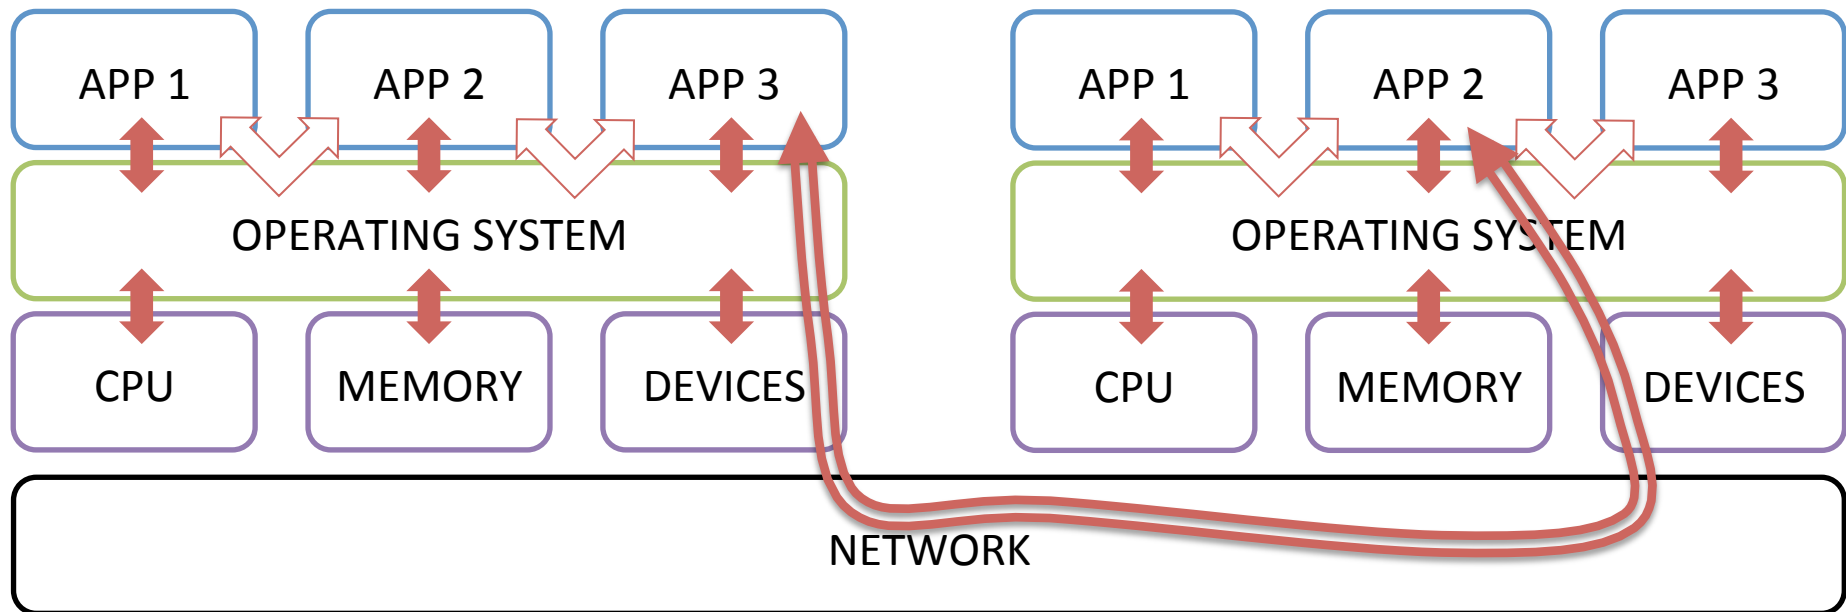 APP 1 APP 2 APP 3 APP 1 APP 2 APP 3
OPERATING SYSTEM OPERATING SYSTEM
CPU MEMORY DEVICES CPU MEMORY DEVICES
NETWORK